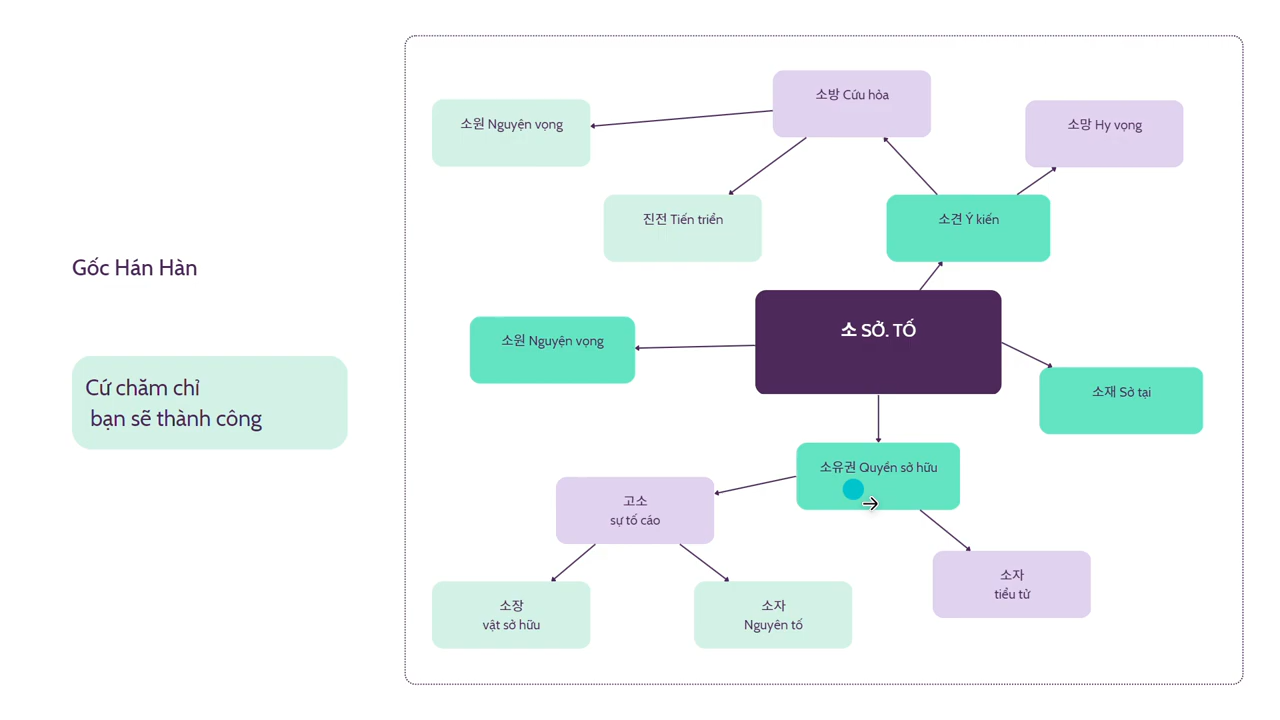 Gốc Hán Hàn
Cứ chăm chỉ
bạn sẽ thành công
소방 Cứu hỏa
소원 Nguyện vọng
소망 Hy vọng
진전 Tiến triển
소견 Ý kiến
소 SỞ. TỐ
소원 Nguyện vọng
소재 Sở tại
소유권 Quyền sở hữu
고소
sự tố cáo
소자
tiểu tử
소장
vật sở hữu
소자
Nguyên tố